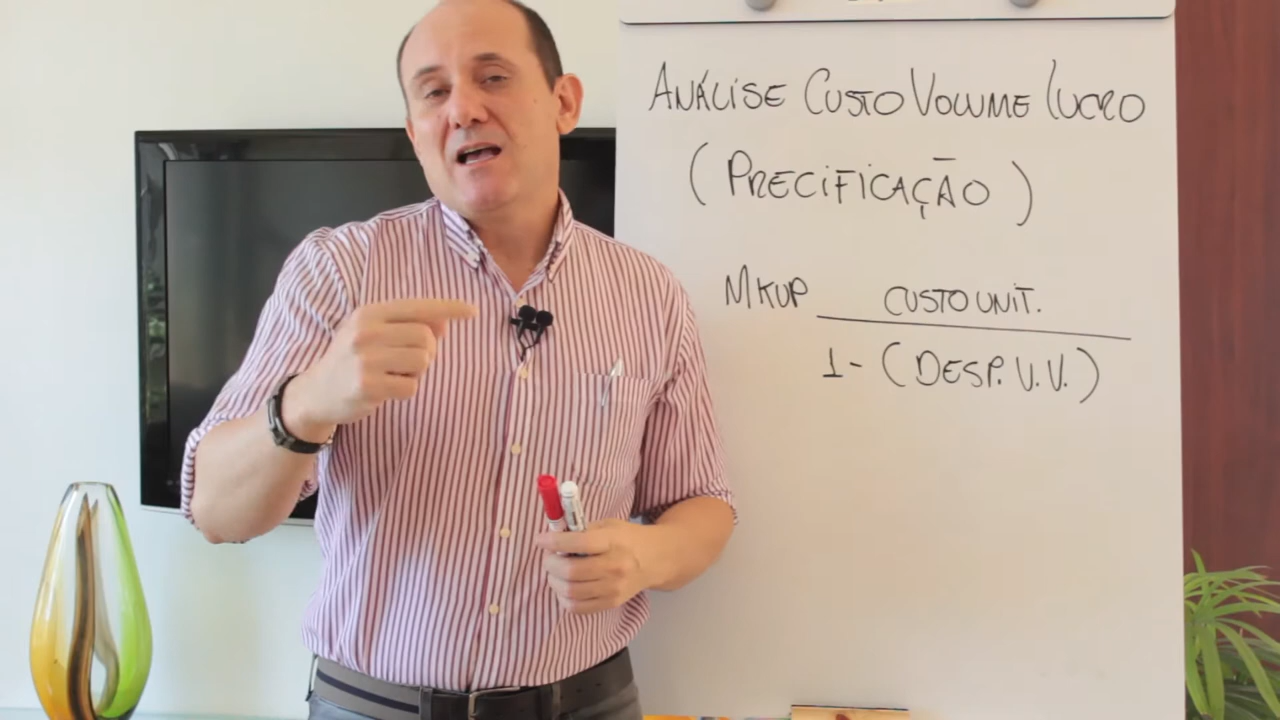 ANÁLISE CUSTO VOLUME LUCRO
(PRECIFICAÇÃO)
MKUP CUSTO UNIT.
1- (DESP. V. V.)